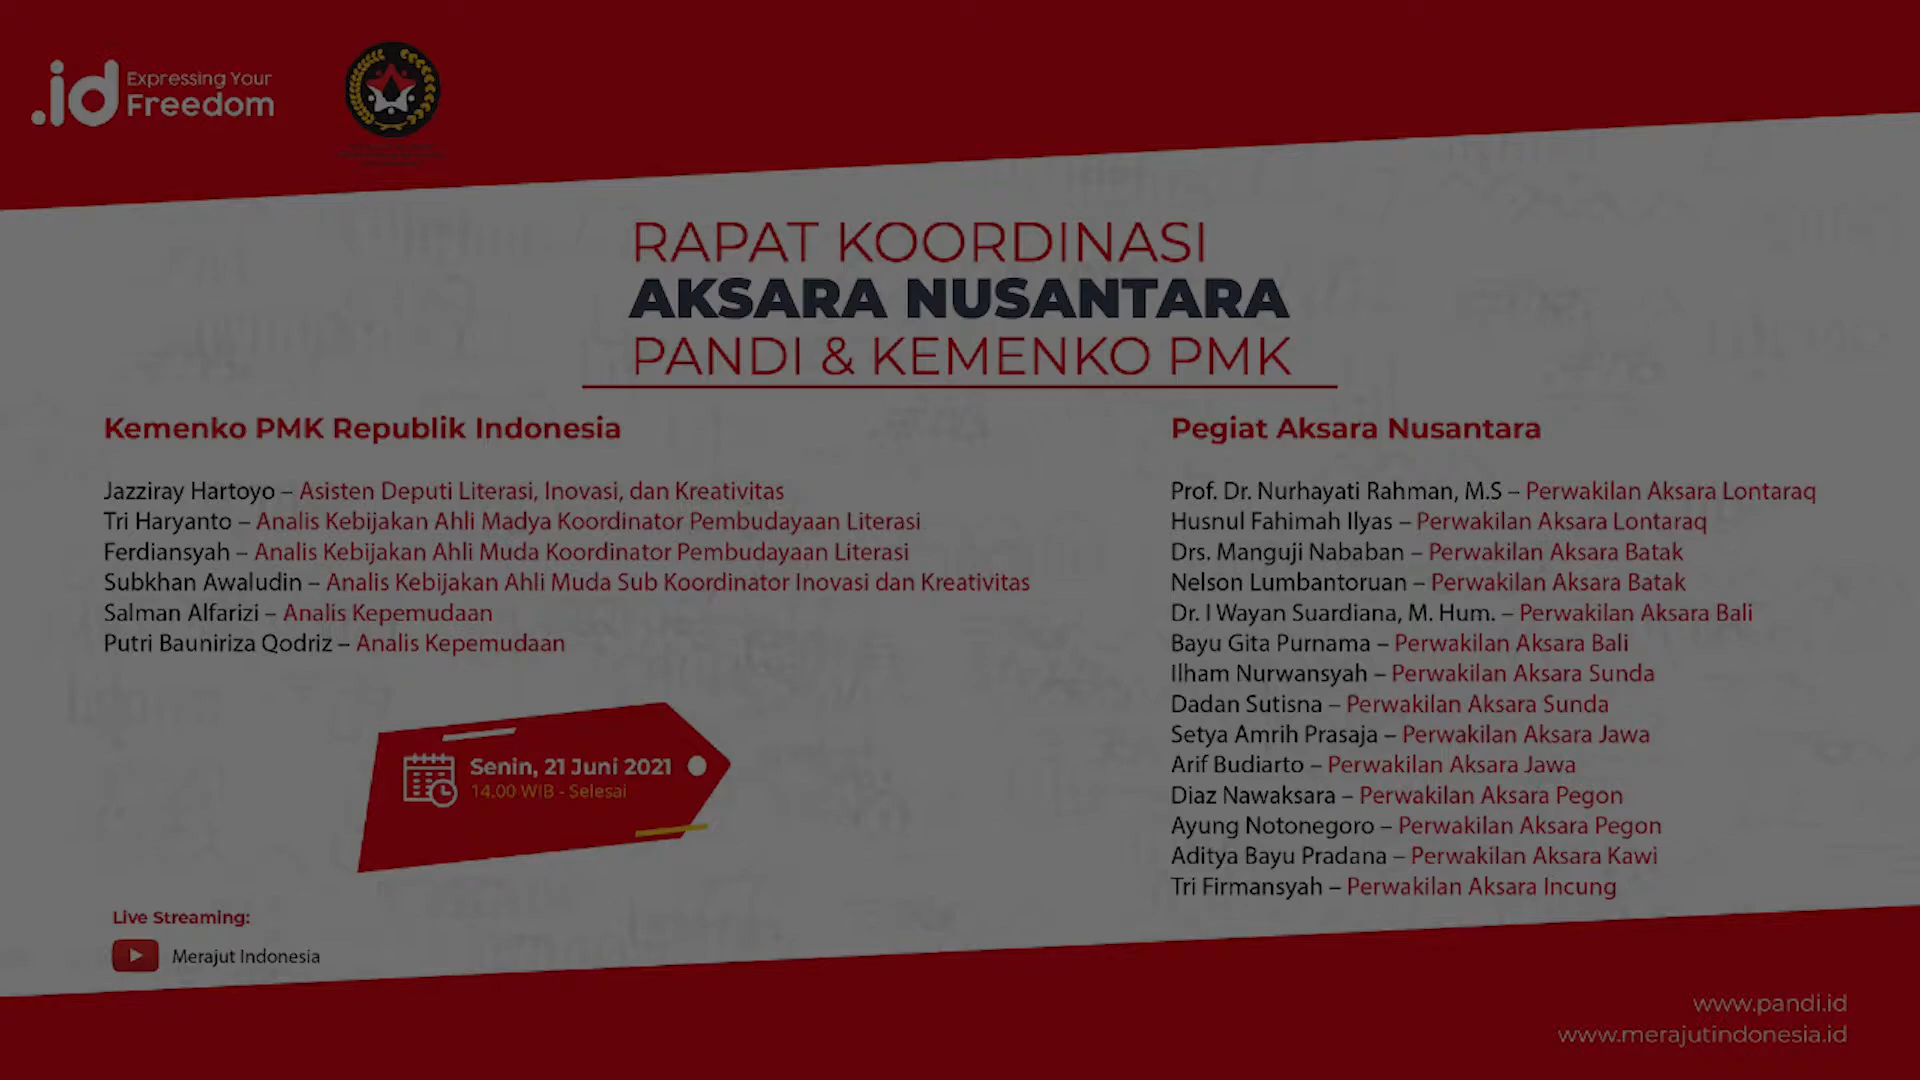 .id Expressing Your
Freedom
RAPAT KOORDINASI
AKSARA NUSANTARA
PANDI & KEMENKO PMK
Kemenko PMK Republik Indonesia
Jazziray Hartoyo – Asisten Deputi Literasi, Inovasi, dan Kreativitas
Tri Haryanto – Analis Kebijakan Ahli Madya Koordinator Pembudayaan Literasi
Ferdiansyah – Analis Kebijakan Ahli Muda Koordinator Pembudayaan Literasi
Subkhan Awaludin – Analis Kebijakan Ahli Muda Sub Koordinator Inovasi dan Kreativitas
Salman Alfarizi – Analis Kepemudaan
Putri Bauniriza Qodriz – Analis Kepemudaan
Senin, 21 Juni 2021
14.00 WIB - Selesai
Live Streaming:
Merajut Indonesia
Pegiat Aksara Nusantara
Prof. Dr. Nurhayati Rahman, M.S – Perwakilan Aksara Lontaraq
Husnul Fahimah Ilyas – Perwakilan Aksara Lontaraq
Drs. Manguji Nababan – Perwakilan Aksara Batak
Nelson Lumbantoruan – Perwakilan Aksara Batak
Dr. I Wayan Suardiana, M. Hum. – Perwakilan Aksara Bali
Bayu Gita Purnama – Perwakilan Aksara Bali
Ilham Nurwansyah – Perwakilan Aksara Sunda
Dadan Sutisna – Perwakilan Aksara Sunda
Setya Amrih Prasaja – Perwakilan Aksara Jawa
Arif Budiarto – Perwakilan Aksara Jawa
Diaz Nawaksara – Perwakilan Aksara Pegon
Ayung Notonegoro – Perwakilan Aksara Pegon
Aditya Bayu Pradana – Perwakilan Aksara Kawi
Tri Firmansyah – Perwakilan Aksara Incung
www.pandi.id
www.merajutindonesia.id